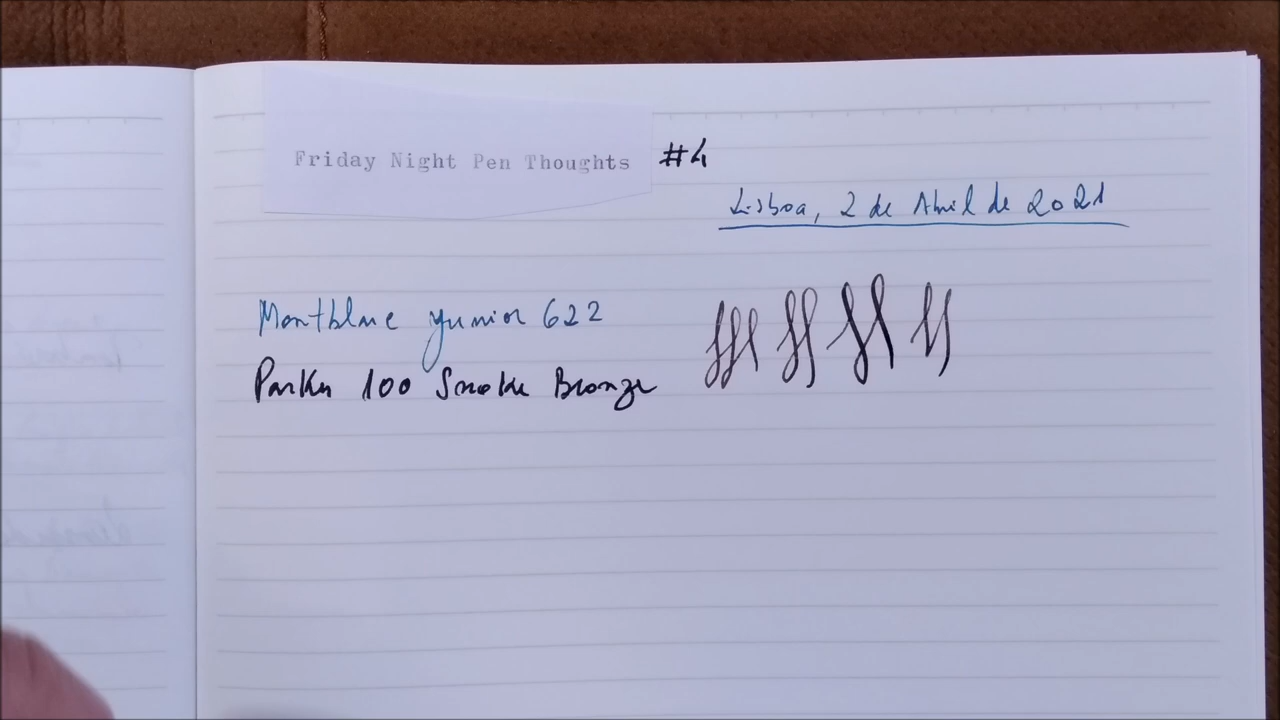 Friday Night Pen Thoughts #4
Lisboa, 2 de Abril de 2021
Montblanc Junior 622
Parker 100 Smoke Bronze